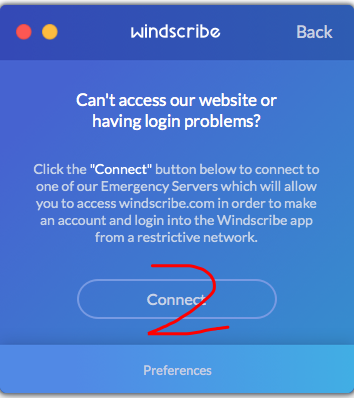 Windscribe Back
Can't access our website or
having login problems?
Click the "Connect" button below to connect to
one of our Emergency Servers which will allow
you to access windscribe.com in order to make
an account and login into the Windscribe app
from a restrictive network.
Connect
2
Preferences